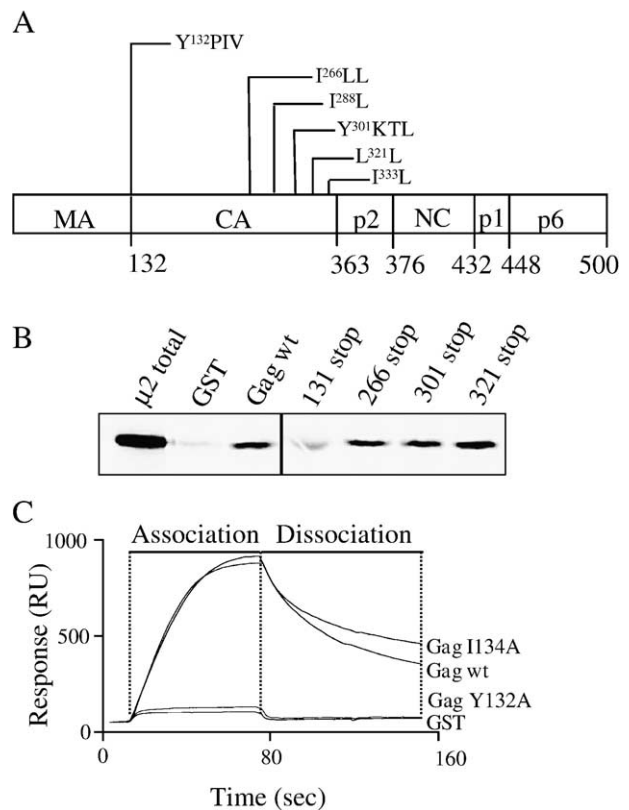 A
Y¹³²PIV
I²⁶⁶LL
I²⁸⁸L
Y³⁰¹KTL
L³²¹L
I³³³L
MA CA p2 NC p1 p6
132 363 376 432 448 500
B
μ2 total GST Gag wt 131 stop 266 stop 301 stop 321 stop
C
Association Dissociation
1000
500
0
Response (RU)
Gag I134A
Gag wt
Gag Y132A
GST
0 80 160
Time (sec)